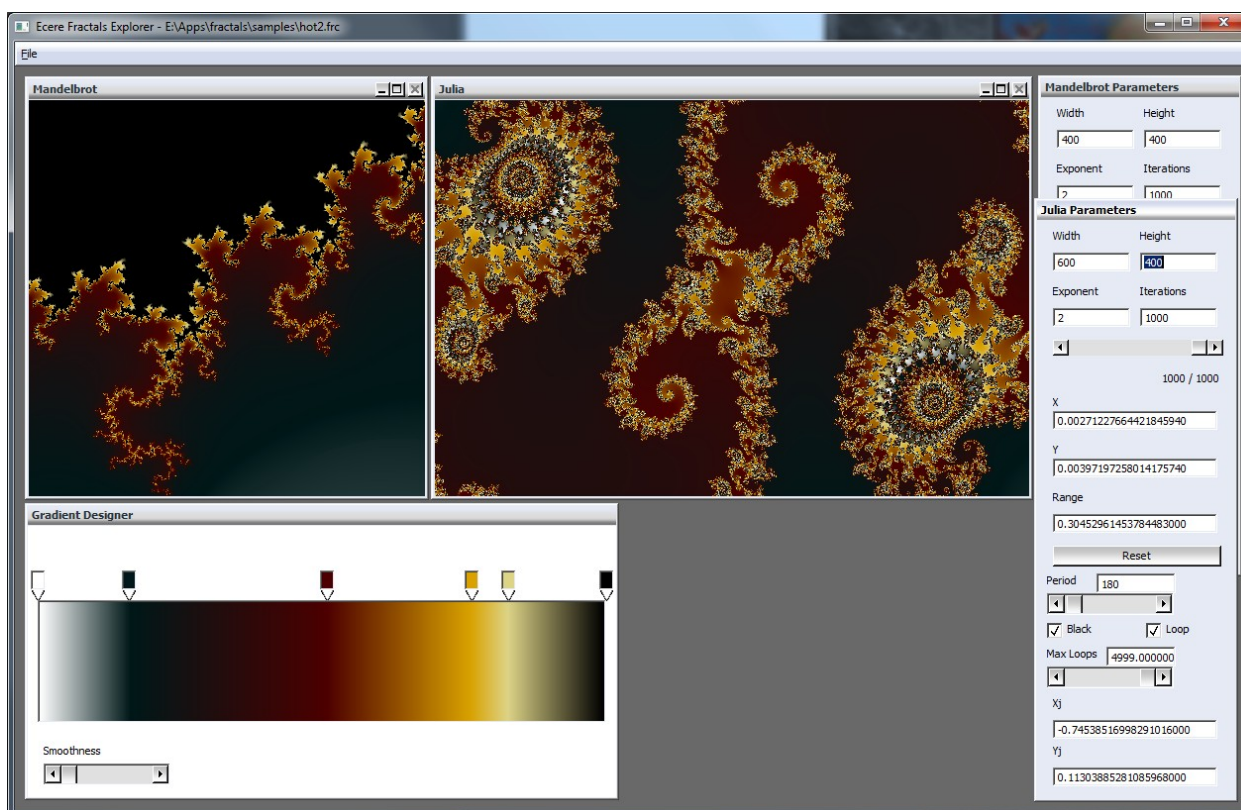 Ecere Fractals Explorer - E:\Apps\fractals\samples\hot2.frc
File
Mandelbrot
Julia
Mandelbrot Parameters
Width Height
400 400
Exponent Iterations
2 1000
Julia Parameters
Width Height
600 400
Exponent Iterations
2 1000
1000 / 1000
X
0.00271227664421845940
Y
0.00397197258014175740
Range
0.30452961453784483000
Reset
Period 180
Black Loop
Max Loops 4999.000000
Xj
-0.74538516998291016000
Yj
0.11303885281085968000
Gradient Designer
Smoothness